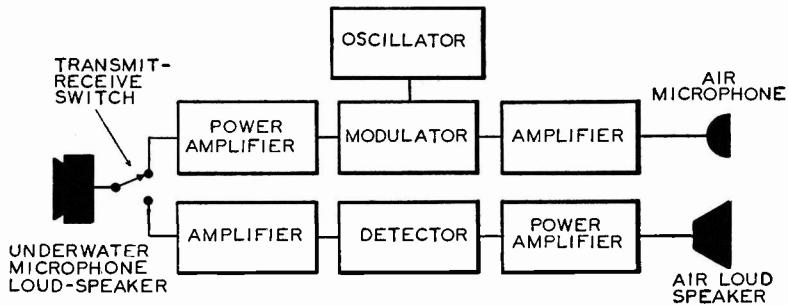 OSCILLATOR
TRANSMIT-
RECEIVE
SWITCH
AIR
MICROPHONE
POWER
AMPLIFIER
MODULATOR
AMPLIFIER
UNDERWATER
MICROPHONE
LOUD-SPEAKER
AMPLIFIER
DETECTOR
POWER
AMPLIFIER
AIR LOUD
SPEAKER